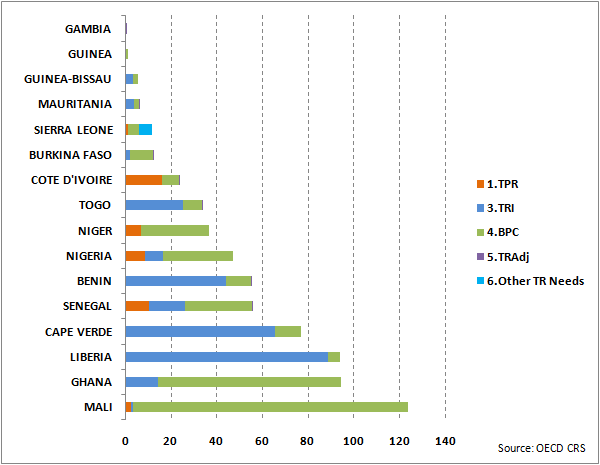 GAMBIA
GUINEA
GUINEA-BISSAU
MAURITANIA
SIERRA LEONE
BURKINA FASO
COTE D'IVOIRE
TOGO
NIGER
NIGERIA
BENIN
SENEGAL
CAPE VERDE
LIBERIA
GHANA
MALI
0 20 40 60 80 100 120 140
1.TPR
3.TRI
4.BPC
5.TRAdj
6.Other TR Needs
Source: OECD CRS